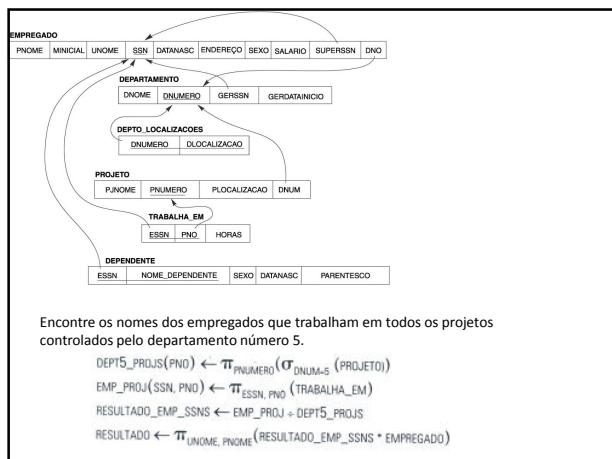 EMPREGADO
PNOME MINICIAL UNOME SSN DATANASC ENDEREÇO SEXO SALARIO SUPERSSN DNO
DEPARTAMENTO
DNOME DNUMERO GERSSN GERDATAINICIO
DEPTO_LOCALIZACOES
DNUMERO DLOCALIZACAO
PROJETO
PJNOME PNUMERO PLOCALIZACAO DNUM
TRABALHA_EM
ESSN PNO HORAS
DEPENDENTE
ESSN NOME_DEPENDENTE SEXO DATANASC PARENTESCO
Encontre os nomes dos empregados que trabalham em todos os projetos
controlados pelo departamento número 5.
DEPT5_PROJS(PNO) ← π PNUMERO(σ DNUM=5 (PROJETO))
EMP_PROJ(SSN, PNO) ← π ESSN, PNO (TRABALHA_EM)
RESULTADO_EMP_SSNS ← EMP_PROJ ÷ DEPT5_PROJS
RESULTADO ← π UNOME, PNOME(RESULTADO_EMP_SSNS * EMPREGADO)